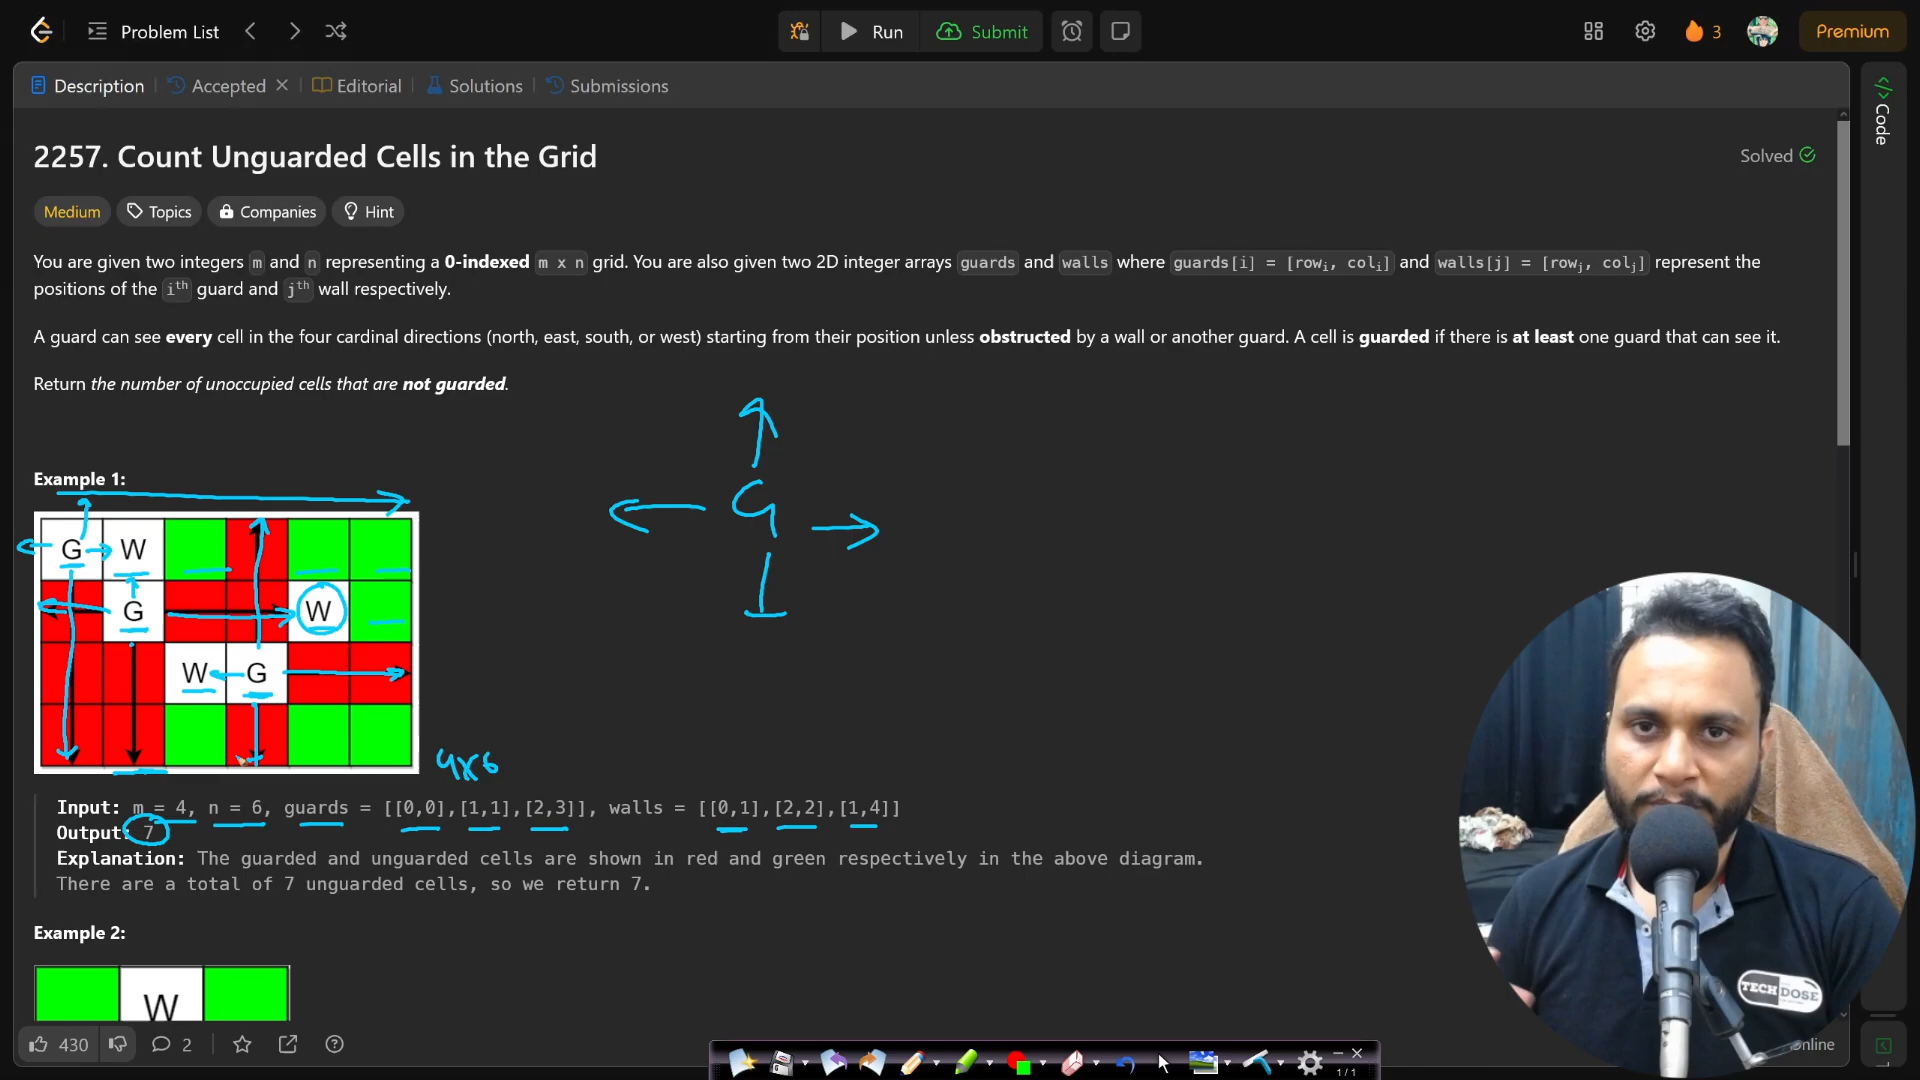 Problem List
Run
Submit
3
Premium
Description
Accepted
Editorial
Solutions
Submissions
Code
2257. Count Unguarded Cells in the Grid
Solved
Medium
Topics
Companies
Hint
You are given two integers m and n representing a 0-indexed m x n grid. You are also given two 2D integer arrays guards and walls where guards[i] = [rowi, coli] and walls[j] = [rowj, colj] represent the
positions of the ith guard and jth wall respectively.
A guard can see every cell in the four cardinal directions (north, east, south, or west) starting from their position unless obstructed by a wall or another guard. A cell is guarded if there is at least one guard that can see it.
Return the number of unoccupied cells that are not guarded.
G
Example 1:
G W
G W
W G
4x6
Input: m = 4, n = 6, guards = [[0,0],[1,1],[2,3]], walls = [[0,1],[2,2],[1,4]]
Output: 7
Explanation: The guarded and unguarded cells are shown in red and green respectively in the above diagram.
There are a total of 7 unguarded cells, so we return 7.
Example 2:
W
430
2
TECH DOSE
1/1